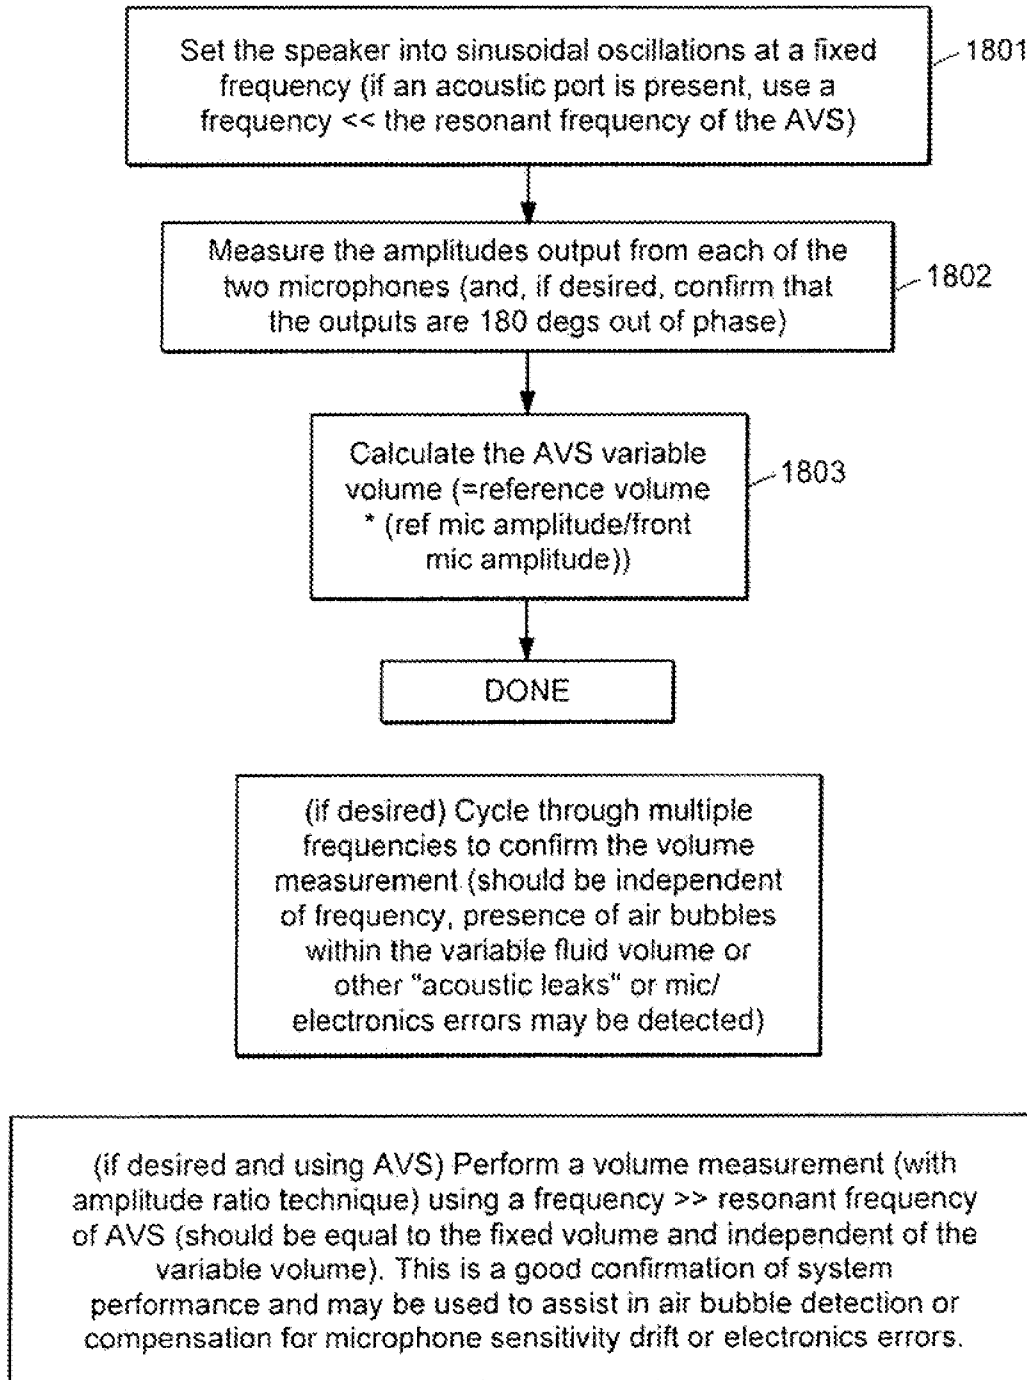 Set the speaker into sinusoidal oscillations at a fixed
frequency (if an acoustic port is present, use a
frequency << the resonant frequency of the AVS)
1801
Measure the amplitudes output from each of the
two microphones (and, if desired, confirm that
the outputs are 180 degs out of phase)
1802
Calculate the AVS variable
volume (=reference volume
* (ref mic amplitude/front
mic amplitude))
1803
DONE
(if desired) Cycle through multiple
frequencies to confirm the volume
measurement (should be independent
of frequency, presence of air bubbles
within the variable fluid volume or
other "acoustic leaks" or mic/
electronics errors may be detected)
(if desired and using AVS) Perform a volume measurement (with
amplitude ratio technique) using a frequency >> resonant frequency
of AVS (should be equal to the fixed volume and independent of the
variable volume). This is a good confirmation of system
performance and may be used to assist in air bubble detection or
compensation for microphone sensitivity drift or electronics errors.